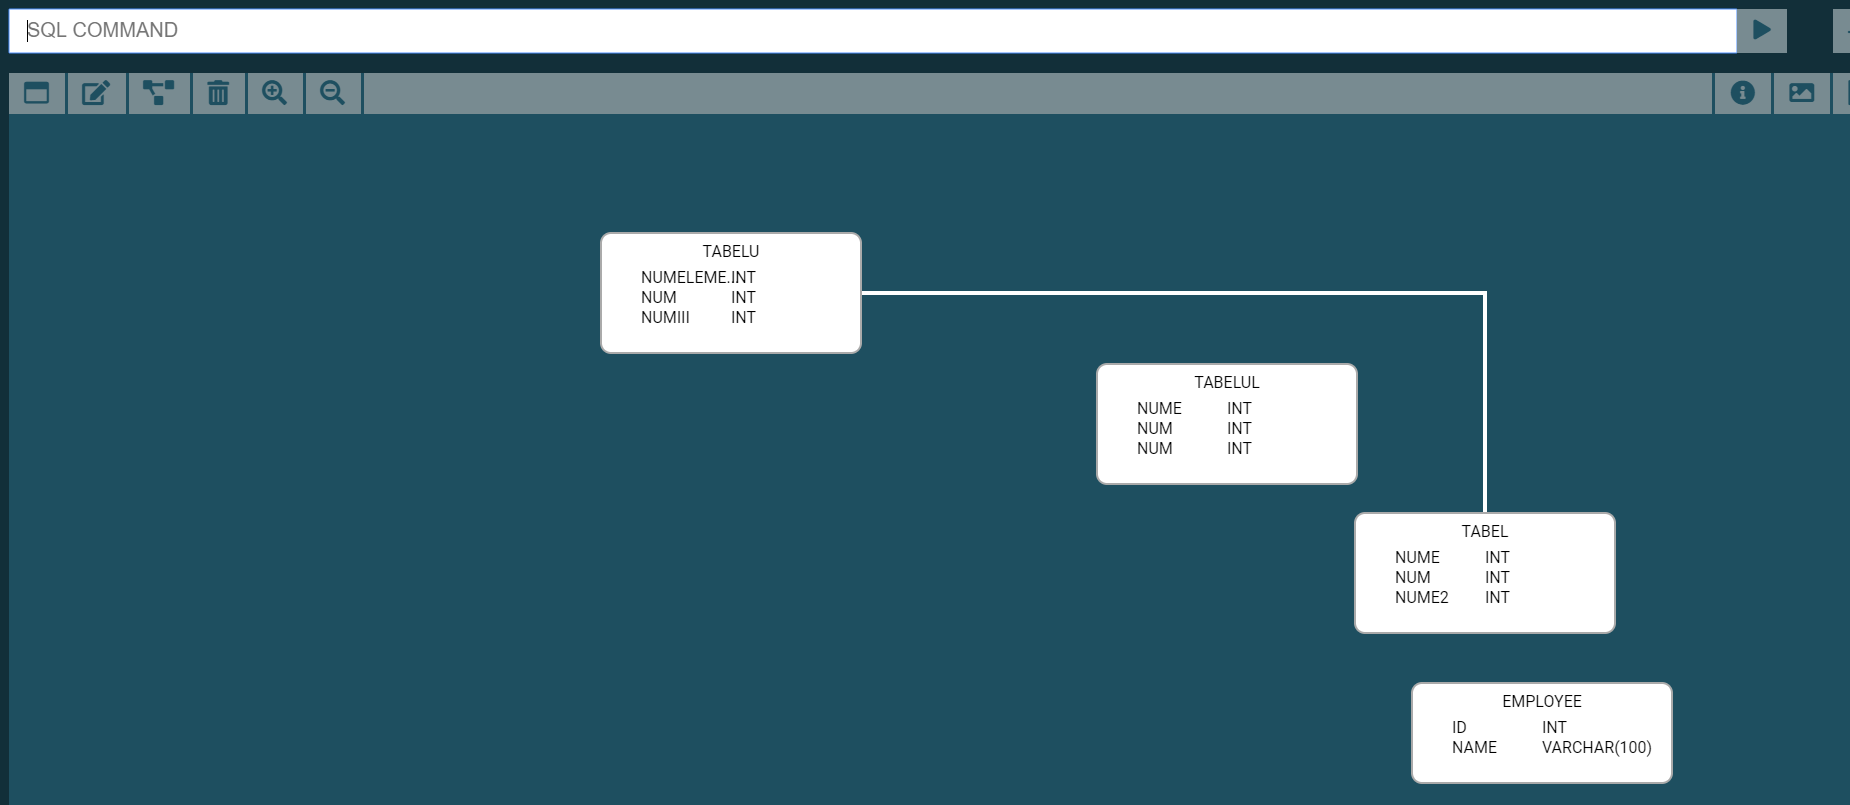 SQL COMMAND
TABELU
NUMELEME.. INT
NUM INT
NUMIII INT
TABELUL
NUME INT
NUM INT
NUM INT
TABEL
NUME INT
NUM INT
NUME2 INT
EMPLOYEE
ID INT
NAME VARCHAR(100)